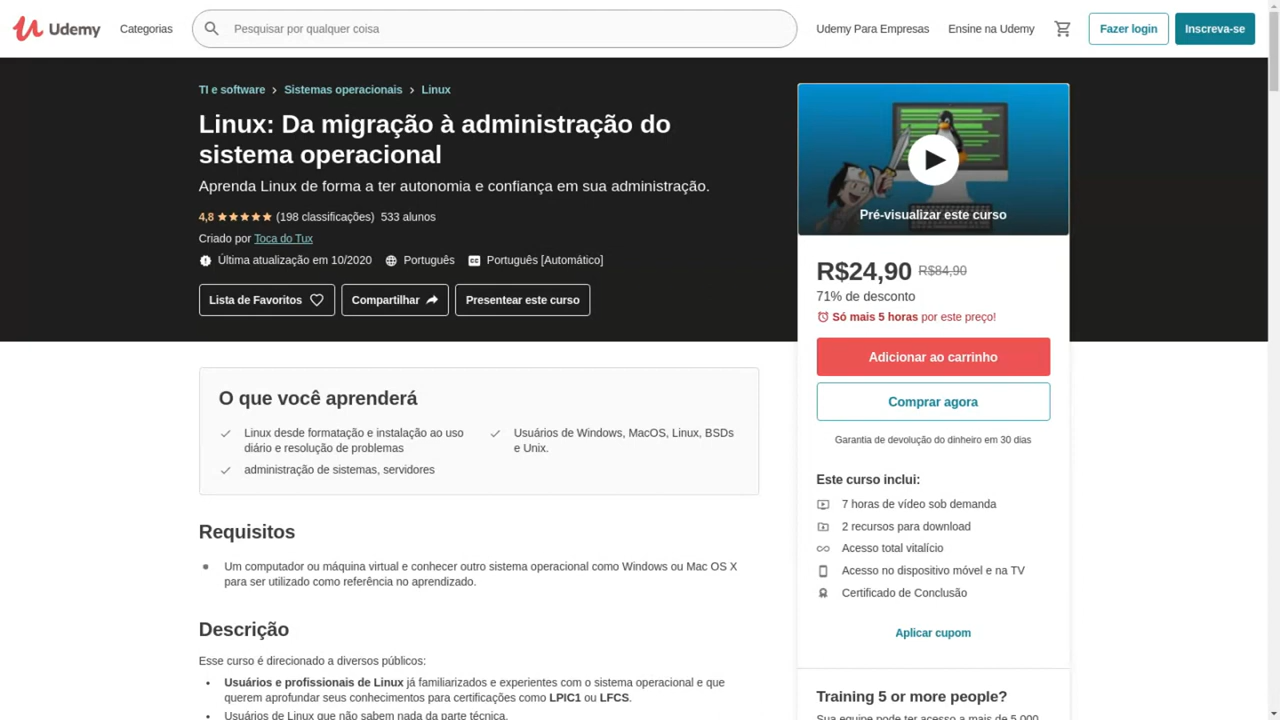 Udemy
Categorias
Pesquisar por qualquer coisa
Udemy Para Empresas
Ensine na Udemy
Fazer login
Inscreva-se
TI e software > Sistemas operacionais > Linux
Linux: Da migração à administração do
sistema operacional
Aprenda Linux de forma a ter autonomia e confiança em sua administração.
4,8 (198 classificações) 533 alunos
Criado por Toca do Tux
Última atualização em 10/2020 Português Português [Automático]
Lista de Favoritos
Compartilhar
Presentear este curso
Pré-visualizar este curso
R$24,90 R$84,90
71% de desconto
Só mais 5 horas por este preço!
Adicionar ao carrinho
Comprar agora
Garantia de devolução do dinheiro em 30 dias
Este curso inclui:
7 horas de vídeo sob demanda
2 recursos para download
Acesso total vitalício
Acesso no dispositivo móvel e na TV
Certificado de Conclusão
Aplicar cupom
Training 5 or more people?
Sua equipe pode ter acesso a mais de 5.000
O que você aprenderá
Linux desde formatação e instalação ao uso
diário e resolução de problemas
administração de sistemas, servidores
Usuários de Windows, MacOS, Linux, BSDs
e Unix.
Requisitos
Um computador ou máquina virtual e conhecer outro sistema operacional como Windows ou Mac OS X
para ser utilizado como referência no aprendizado.
Descrição
Esse curso é direcionado a diversos públicos:
Usuários e profissionais de Linux já familiarizados e experientes com o sistema operacional e que
querem aprofundar seus conhecimentos para certificações como LPIC1 ou LFCS.
Usuários de Linux que não sabem nada da parte técnica.